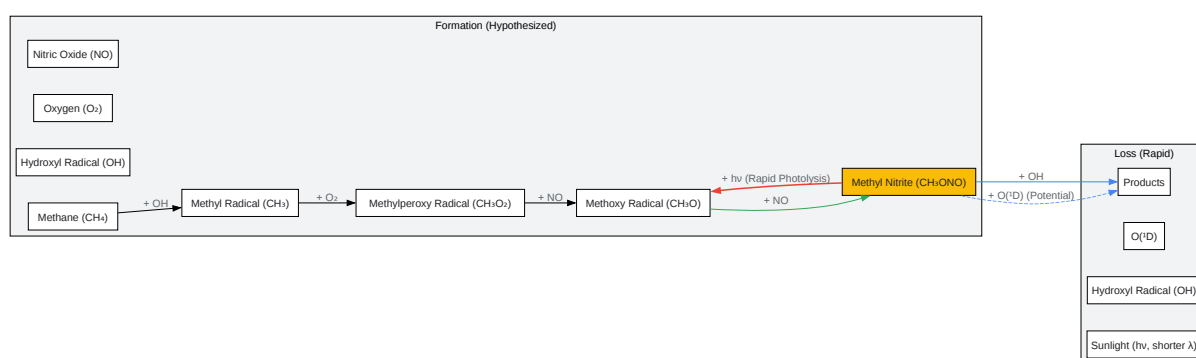 Formation (Hypothesized)
Nitric Oxide (NO)
Oxygen (O₂)
Hydroxyl Radical (OH)
Methane (CH₄)
+ OH
Methyl Radical (CH₃)
+ O₂
Methylperoxy Radical (CH₃O₂)
+ NO
Methoxy Radical (CH₃O)
+ hν (Rapid Photolysis)
+ NO
Methyl Nitrite (CH₃ONO)
+ OH
+ O(¹D) (Potential)
Loss (Rapid)
Products
O(¹D)
Hydroxyl Radical (OH)
Sunlight (hν, shorter λ)